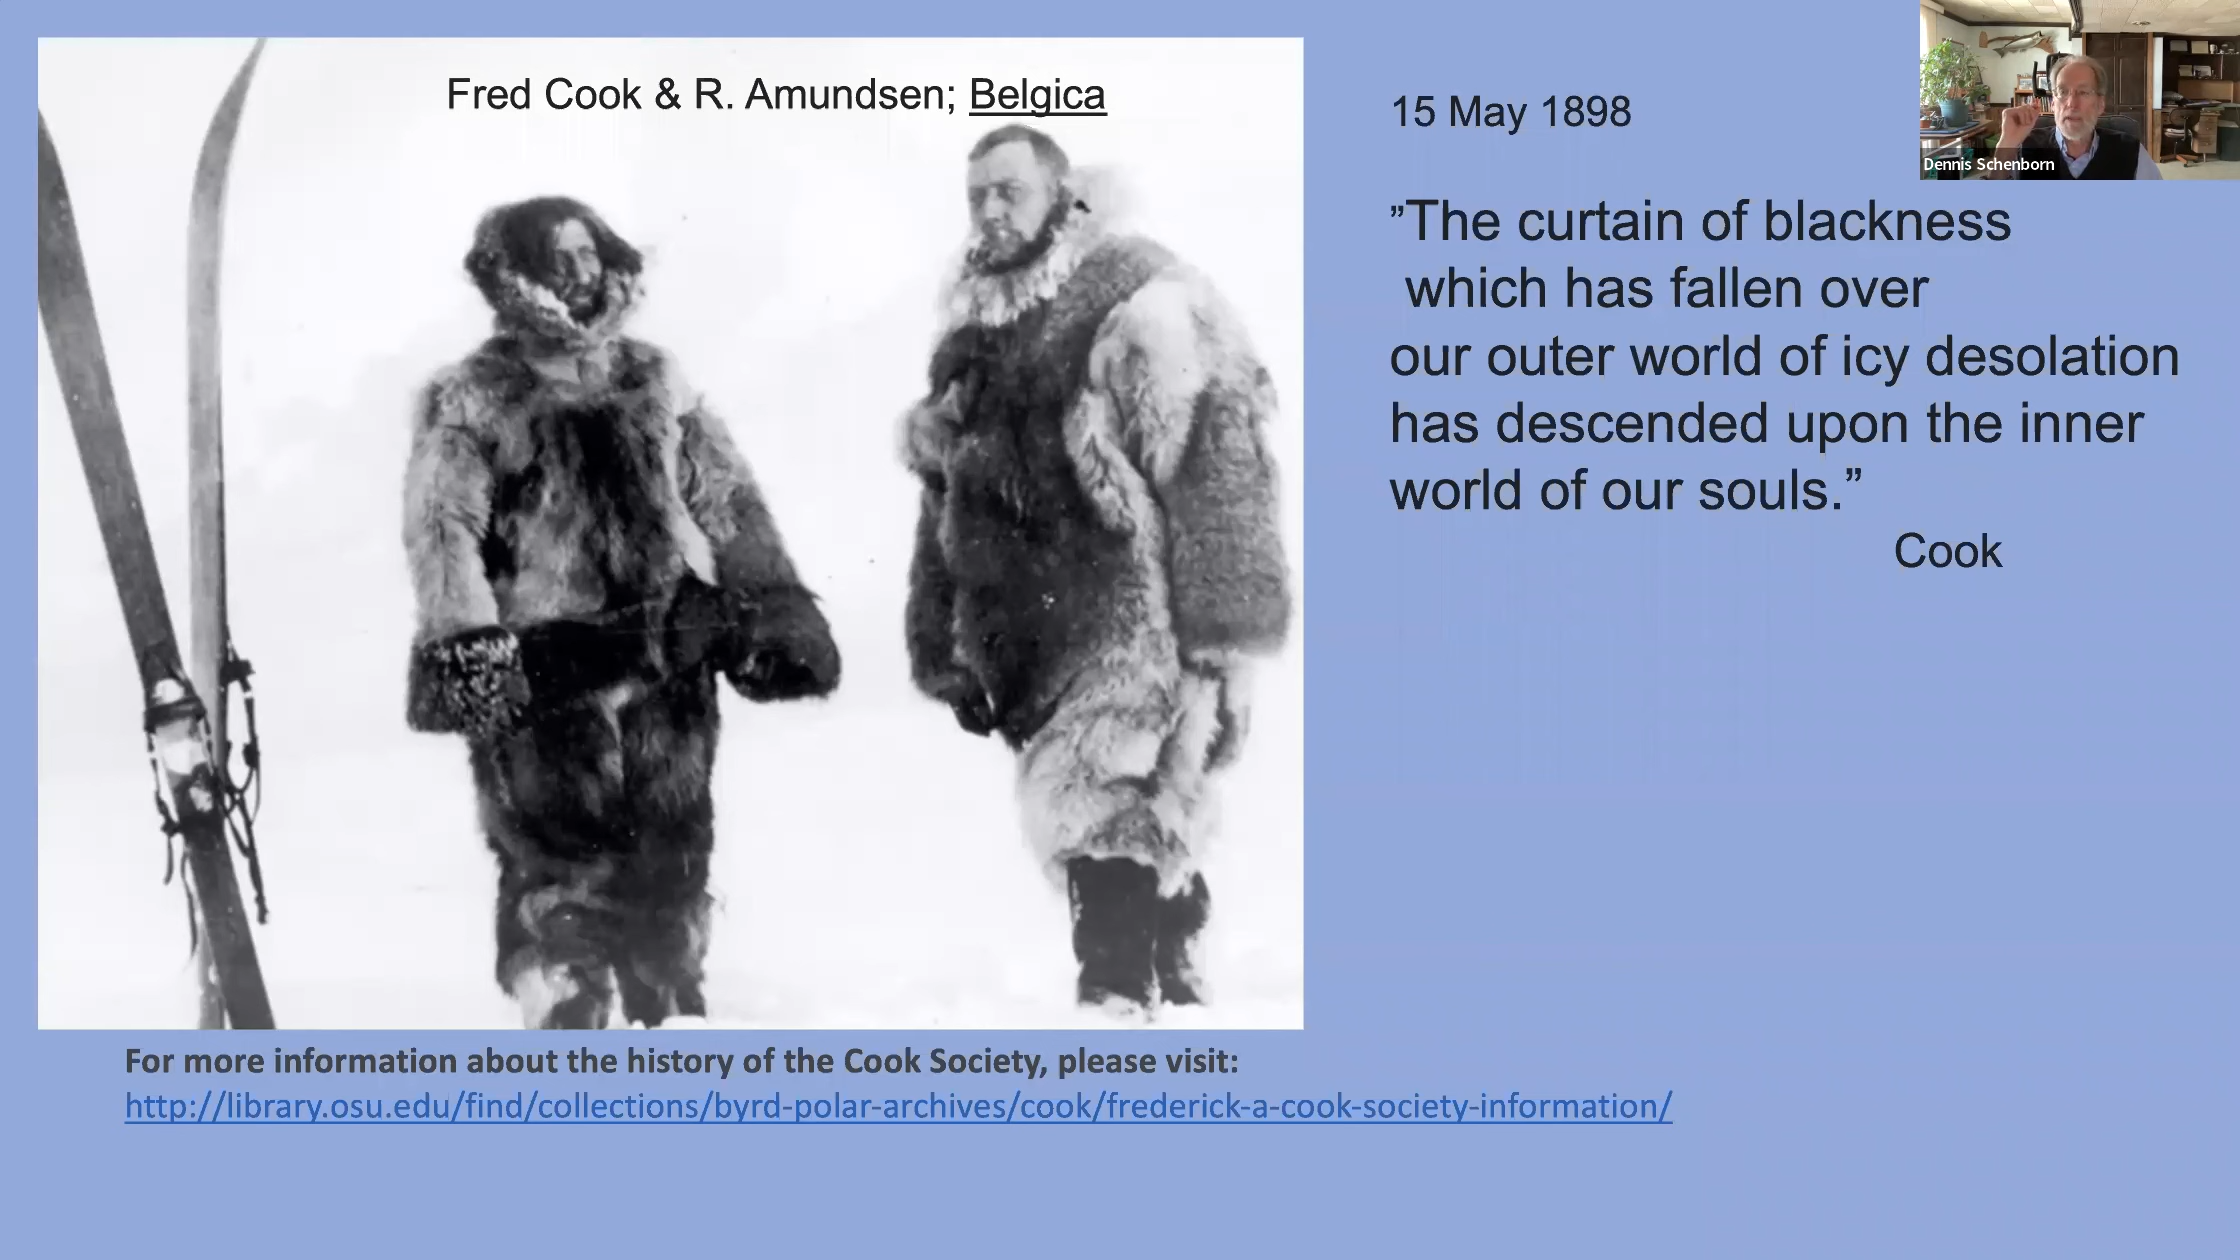 Fred Cook & R. Amundsen; Belgica
15 May 1898
Dennis Schenborn
”The curtain of blackness
which has fallen over
our outer world of icy desolation
has descended upon the inner
world of our souls.”
Cook
For more information about the history of the Cook Society, please visit:
http://library.osu.edu/find/collections/byrd-polar-archives/cook/frederick-a-cook-society-information/